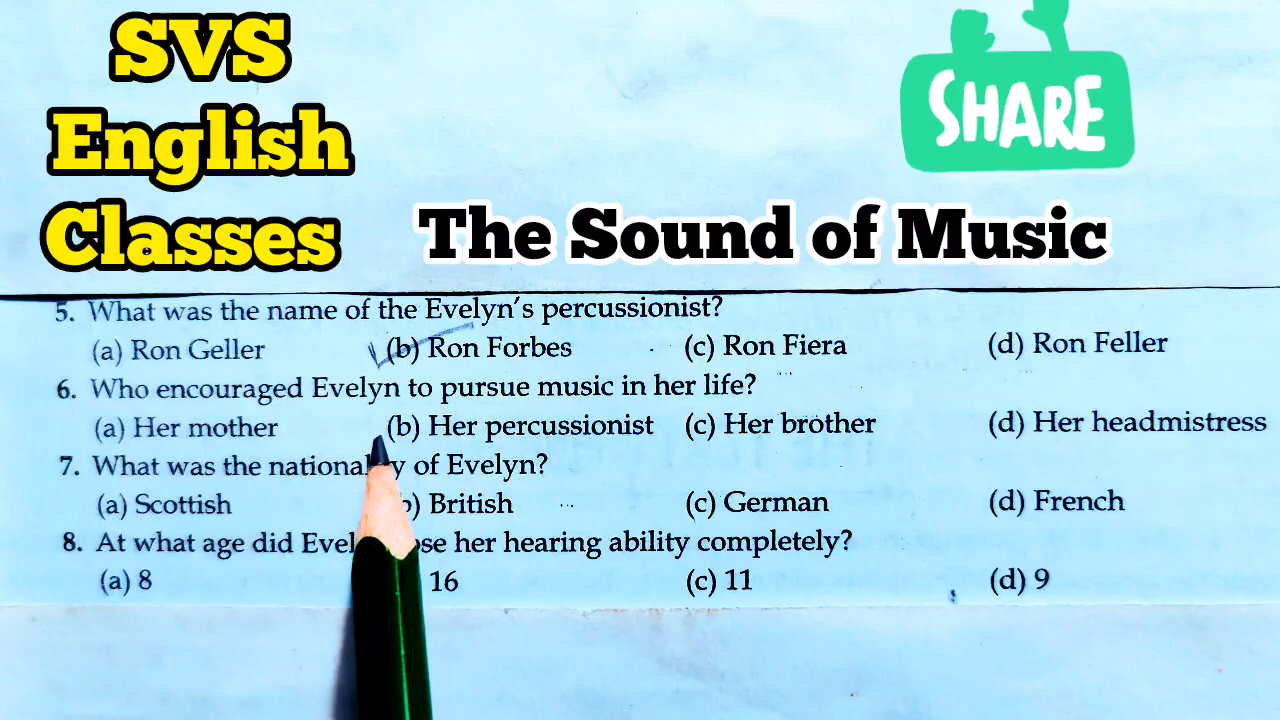 SVS
English
Classes
SHARE
The Sound of Music
5. What was the name of the Evelyn's percussionist?
(a) Ron Geller (b) Ron Forbes (c) Ron Fiera (d) Ron Feller
6. Who encouraged Evelyn to pursue music in her life?
(a) Her mother (b) Her percussionist (c) Her brother (d) Her headmistress
7. What was the nationality of Evelyn?
(a) Scottish (b) British (c) German (d) French
8. At what age did her hearing ability completely?
(a) 8 16 (c) 11 (d) 9